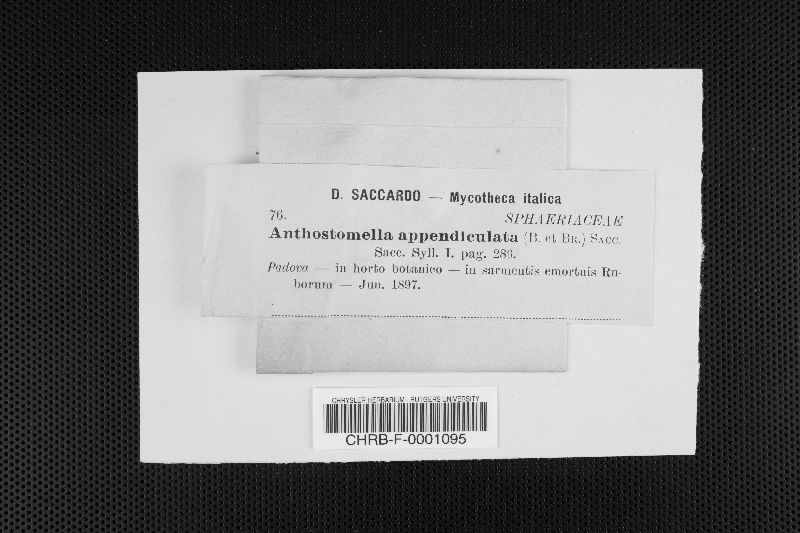 D. SACCARDO — Mycotheca italica
76.
SPHAERIACEAE
Anthostomella appendiculata (B. et Br.) Sacc.
Sacc. Syll. I. pag. 286.
Padova — in horto botanico — in sarmentis emortuis Ru-
borum — Jun. 1897.
CHRYSLER HERBARIUM - RUTGERS UNIVERSITY
CHRB-F-0001095